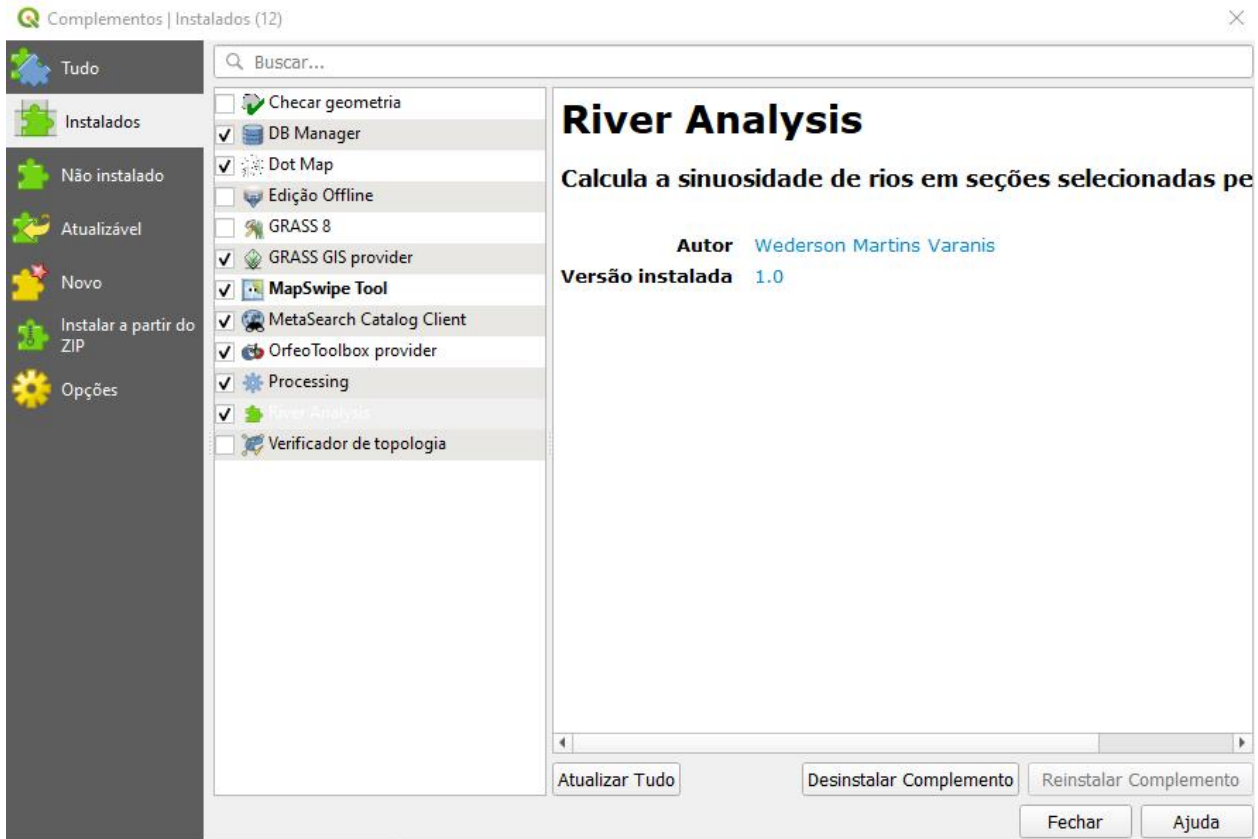 Complementos | Instalados (12)
Tudo
Instalados
Não instalado
Atualizável
Novo
Instalar a partir do
ZIP
Opções
Buscar...
Checar geometria
DB Manager
Dot Map
Edição Offline
GRASS 8
GRASS GIS provider
MapSwipe Tool
MetaSearch Catalog Client
OrfeoToolbox provider
Processing
River Analysis
Verificador de topologia
River Analysis
Calcula a sinuosidade de rios em seções selecionadas pe
Autor Wederson Martins Varanis
Versão instalada 1.0
Atualizar Tudo
Desinstalar Complemento
Reinstalar Complemento
Fechar
Ajuda